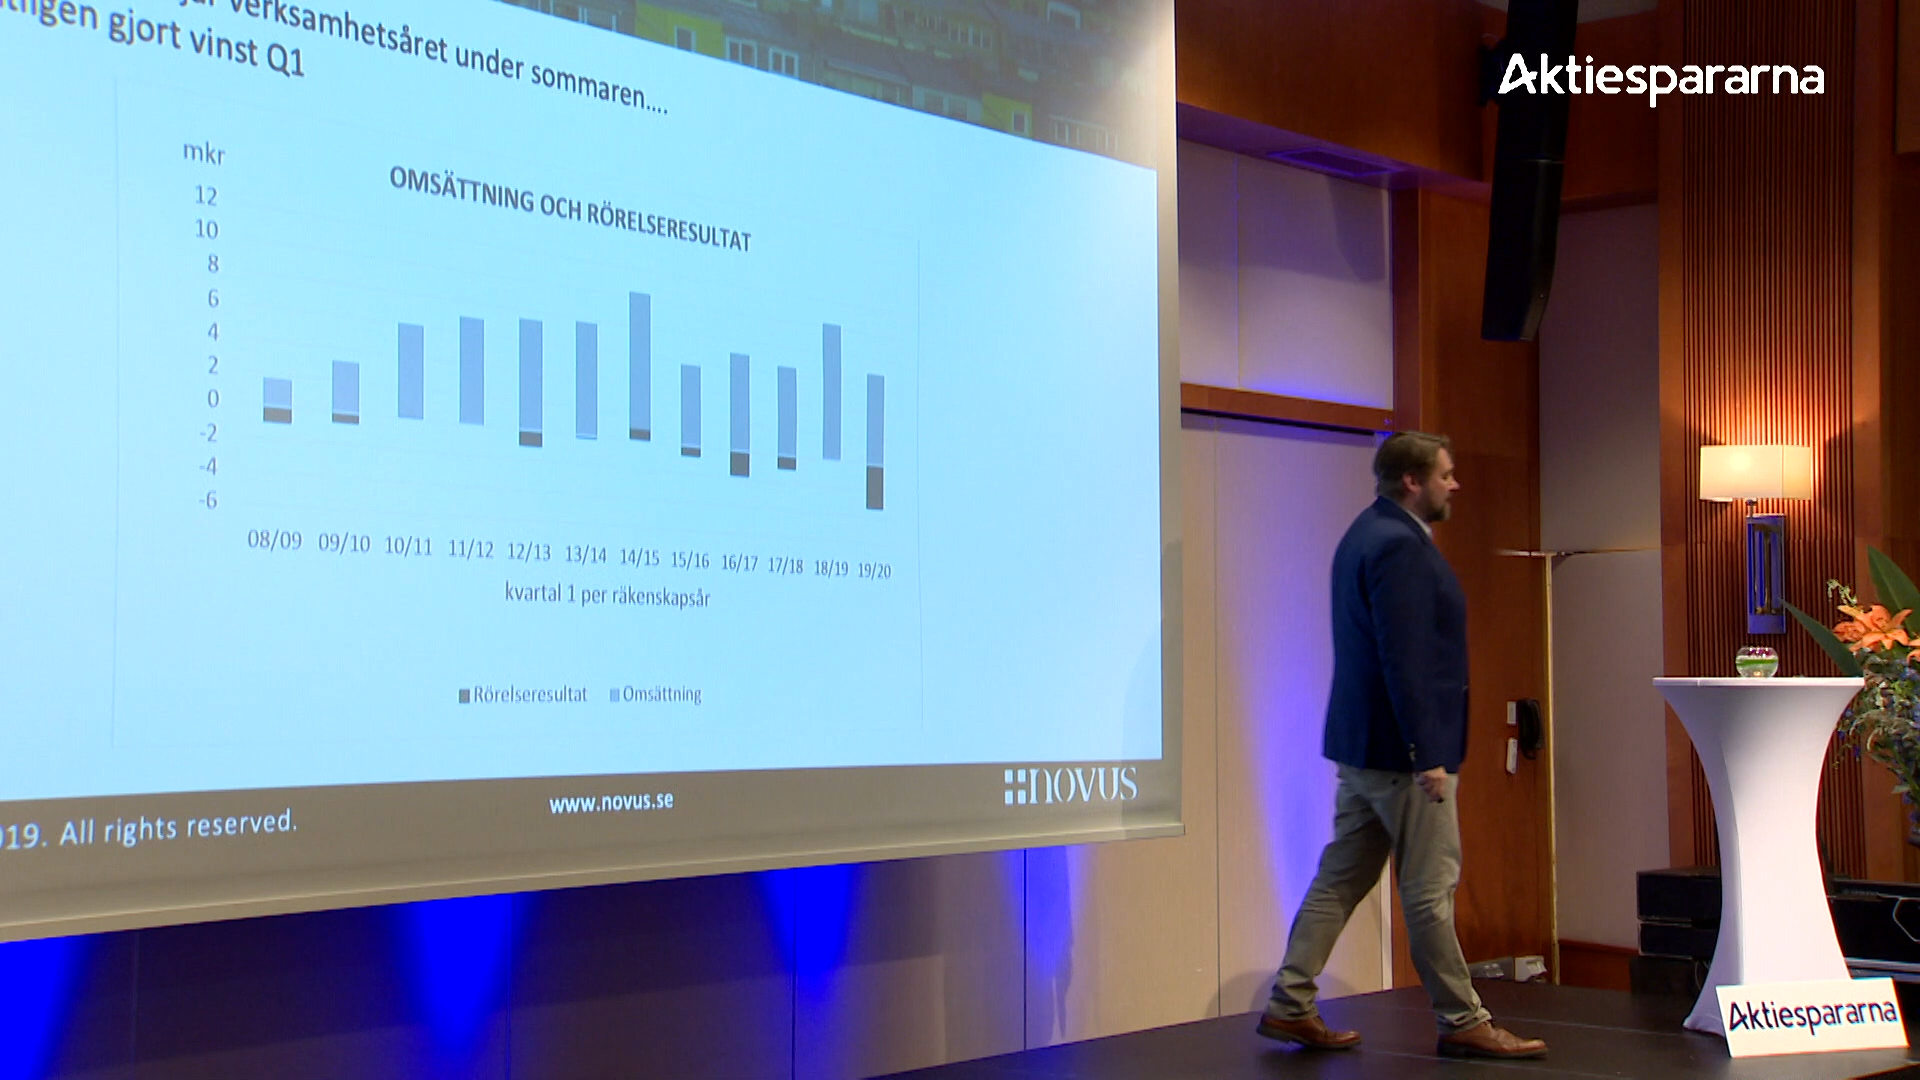 verksamhetsåret under sommaren....
gjort vinst Q1
Aktiespararna
mkr
OMSÄTTNING OCH RÖRELSERESULTAT
12
10
8
6
4
2
0
-2
-4
-6
08/09 09/10 10/11 11/12 12/13 13/14 14/15 15/16 16/17 17/18 18/19 19/20
kvartal 1 per räkenskapsår
Rörelseresultat Omsättning
19. All rights reserved.
www.novus.se
novus
Aktiespararna